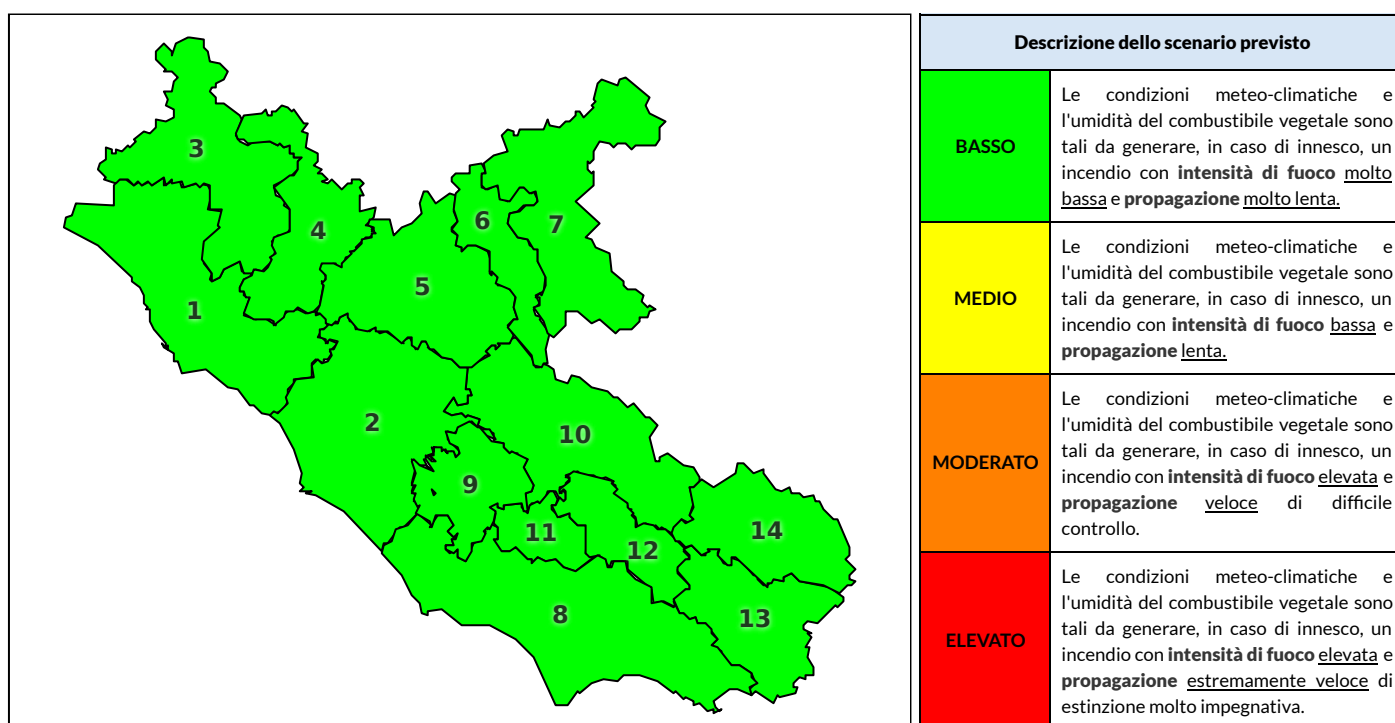 3
4
6
7
5
1
2
10
9
11
14
12
8
13
Descrizione dello scenario previsto
BASSO
Le condizioni meteo-climatiche e
l'umidità del combustibile vegetale sono
tali da generare, in caso di innesco, un
incendio con intensità di fuoco molto
bassa e propagazione molto lenta.
MEDIO
Le condizioni meteo-climatiche e
l'umidità del combustibile vegetale sono
tali da generare, in caso di innesco, un
incendio con intensità di fuoco bassa e
propagazione lenta.
MODERATO
Le condizioni meteo-climatiche e
l'umidità del combustibile vegetale sono
tali da generare, in caso di innesco, un
incendio con intensità di fuoco elevata e
propagazione veloce di difficile
controllo.
ELEVATO
Le condizioni meteo-climatiche e
l'umidità del combustibile vegetale sono
tali da generare, in caso di innesco, un
incendio con intensità di fuoco elevata e
propagazione estremamente veloce di
estinzione molto impegnativa.